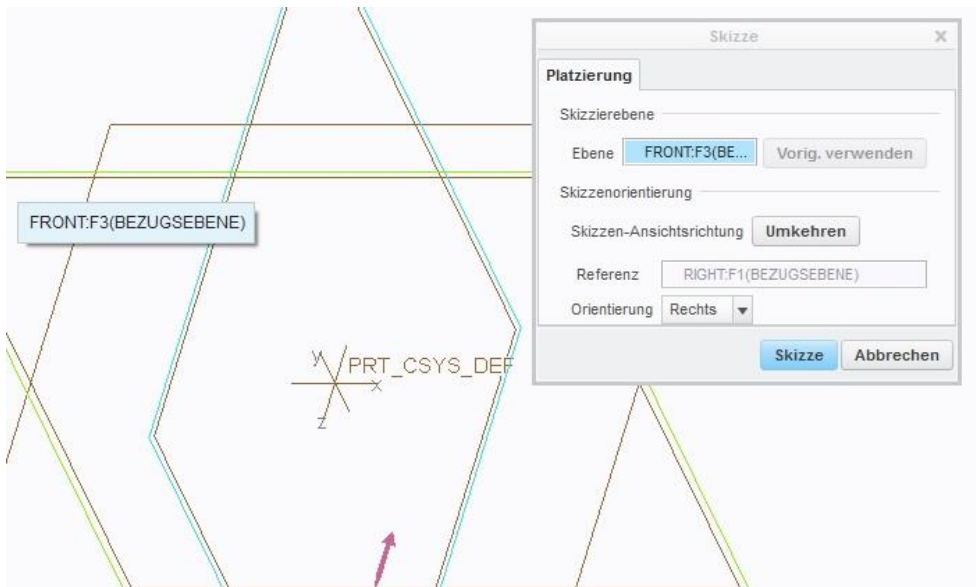 Skizze
Platzierung
Skizzierebene
Ebene FRONT:F3(BE... Vorig. verwenden
Skizzenorientierung
Skizzen-Ansichtsrichtung Umkehren
Referenz RIGHT:F1(BEZUGSEBENE)
Orientierung Rechts
Skizze Abbrechen
FRONT:F3(BEZUGSEBENE)
y PRT_CSYS_DEF
x
z